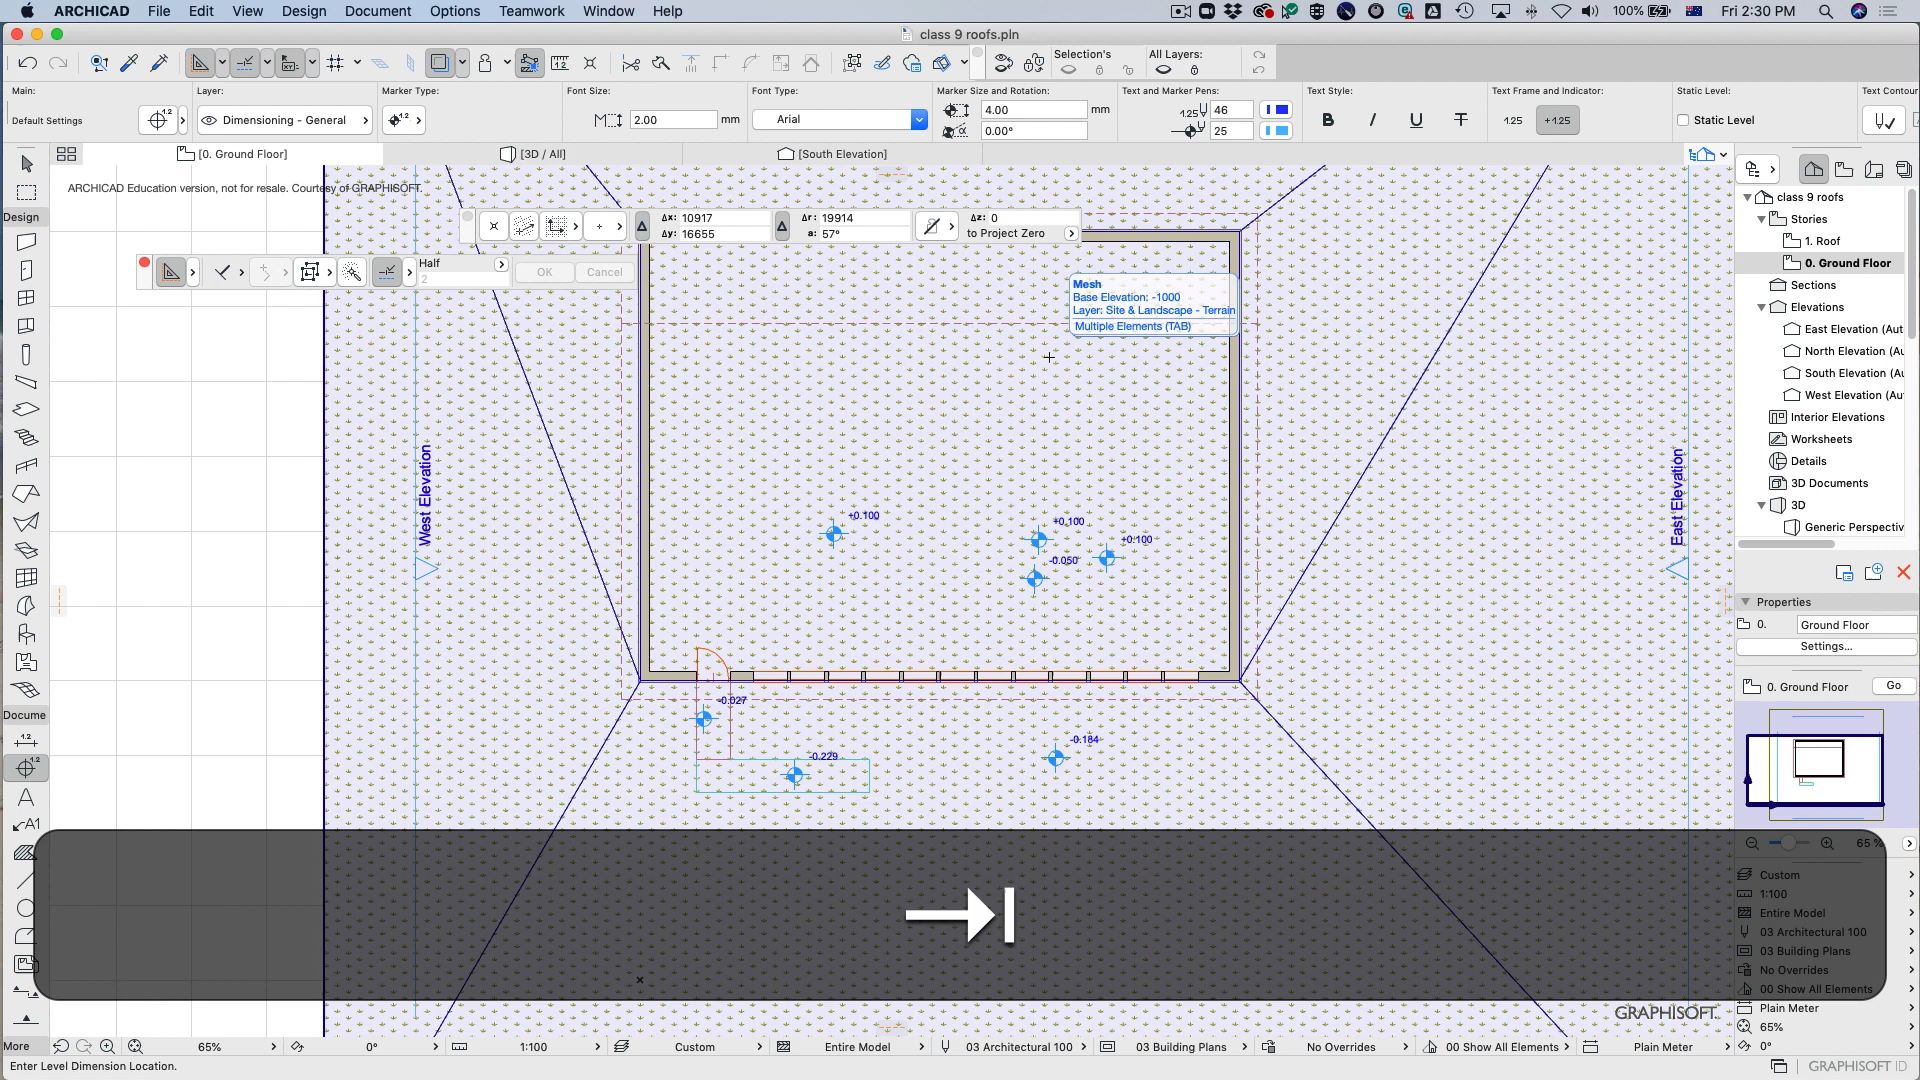 ARCHICAD File Edit View Design Document Options Teamwork Window Help
100% Fri 2:30 PM
class 9 roofs.pln
Selection's
All Layers:
Main:
Layer:
Marker Type:
Font Size:
Font Type:
Marker Size and Rotation:
Text and Marker Pens:
Text Style:
Text Frame and Indicator:
Static Level:
Text Contour
Default Settings
Dimensioning - General
2.00 mm
Arial
4.00 mm
0.00°
1.25 46
25
B I U T
1.25
+1.25
Static Level
[0. Ground Floor]
[3D / All]
[South Elevation]
ARCHICAD Education version, not for resale. Courtesy of GRAPHISOFT.
Δx: 10917
Δy: 16655
Δr: 19914
a: 57°
Δz: 0
to Project Zero
Half
2
OK
Cancel
Mesh
Base Elevation: -1000
Layer: Site & Landscape - Terrain
Multiple Elements (TAB)
West Elevation
East Elevation
+0.100
+0.100
+0.100
-0.050
-0.027
-0.229
-0.184
Design
Docume
A
A1
More
class 9 roofs
Stories
1. Roof
0. Ground Floor
Sections
Elevations
East Elevation (Aut
North Elevation (Au
South Elevation (Au
West Elevation (Au
Interior Elevations
Worksheets
Details
3D Documents
3D
Generic Perspectiv
Properties
0. Ground Floor
Settings...
0. Ground Floor
Go
65 %
Custom
1:100
Entire Model
03 Architectural 100
03 Building Plans
No Overrides
00 Show All Elements
Plain Meter
65%
0°
GRAPHISOFT.
65% 0° 1:100 Custom Entire Model 03 Architectural 100 03 Building Plans No Overrides 00 Show All Elements Plain Meter
Enter Level Dimension Location.
GRAPHISOFT ID